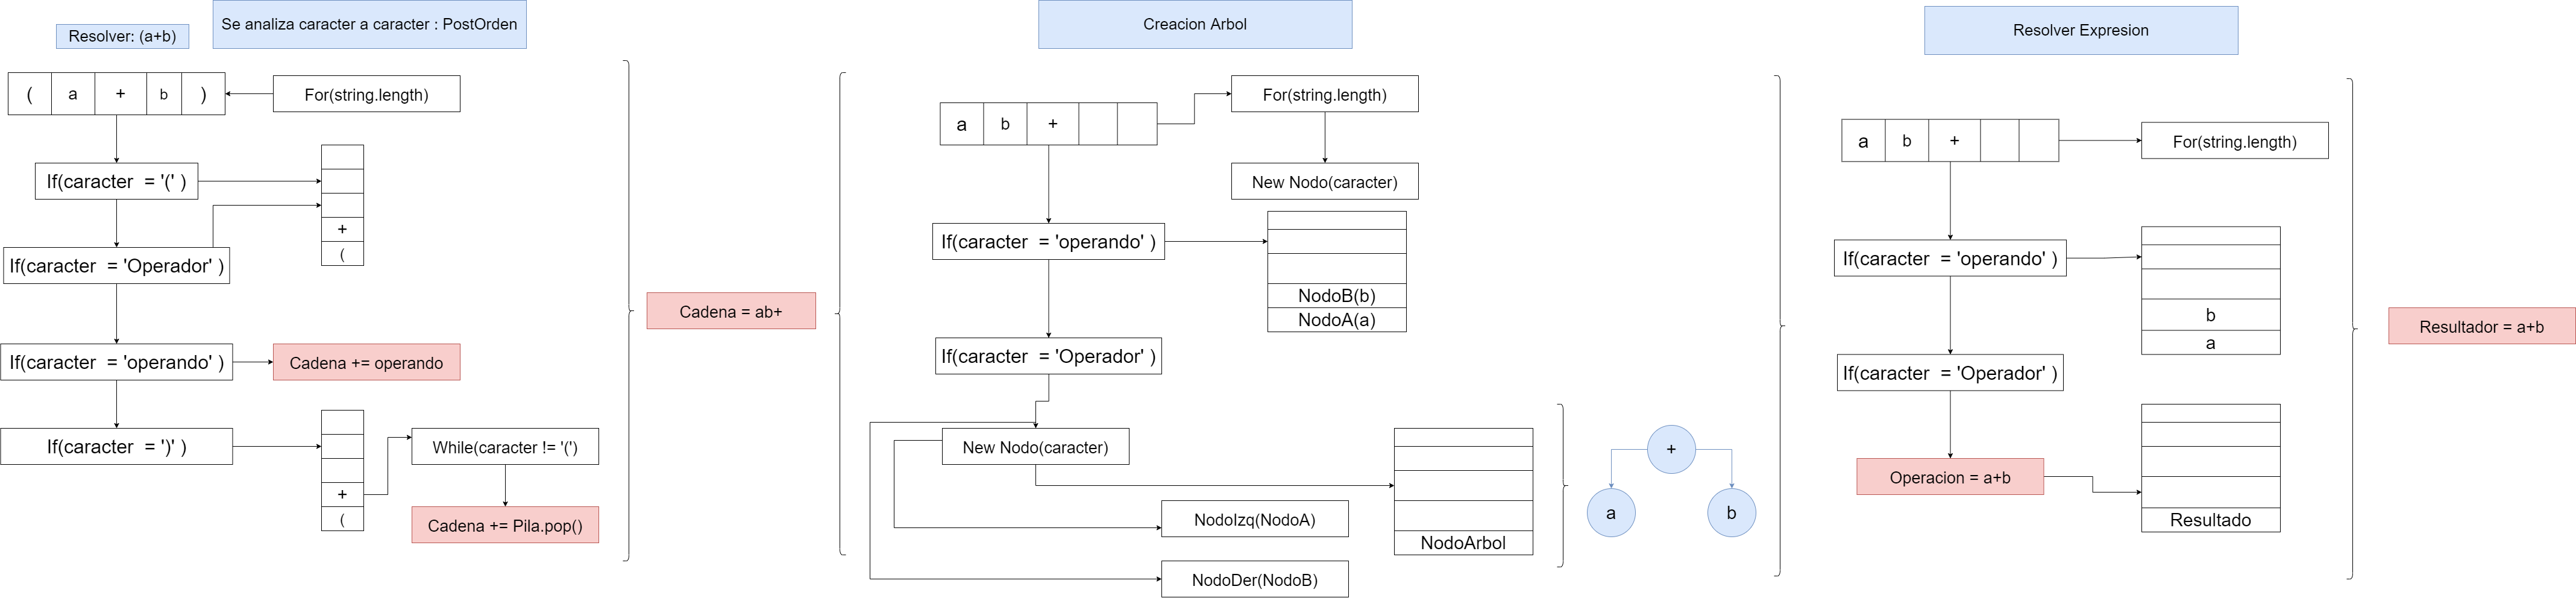 Resolver: (a+b)
Se analiza caracter a caracter : PostOrden
( a + b )
For(string.length)
If(caracter = '(' )
If(caracter = 'Operador' )
+
(
If(caracter = 'operando' )
Cadena += operando
If(caracter = ')' )
+
(
While(caracter != '(')
Cadena += Pila.pop()
Cadena = ab+
Creacion Arbol
a b +
For(string.length)
New Nodo(caracter)
If(caracter = 'operando' )
NodoB(b)
NodoA(a)
If(caracter = 'Operador' )
New Nodo(caracter)
NodoIzq(NodoA)
NodoDer(NodoB)
NodoArbol
+
a b
Resolver Expresion
a b +
For(string.length)
If(caracter = 'operando' )
b
a
If(caracter = 'Operador' )
Operacion = a+b
Resultado
Resultador = a+b